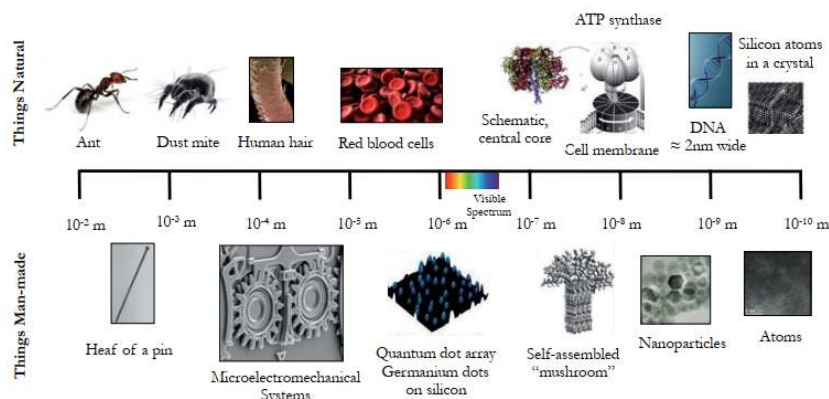 Things Natural
ATP synthase
Silicon atoms
in a crystal
Ant
Dust mite
Human hair
Red blood cells
Schematic,
central core
Cell membrane
DNA
≈ 2nm wide
Visible
Spectrum
10-2 m
10-3 m
10-4 m
10-5 m
10-6 m
10-7 m
10-8 m
10-9 m
10-10 m
Things Man-made
Heaf of a pin
Microelectromechanical
Systems
Quantum dot array
Germanium dots
on silicon
Self-assembled
“mushroom”
Nanoparticles
Atoms